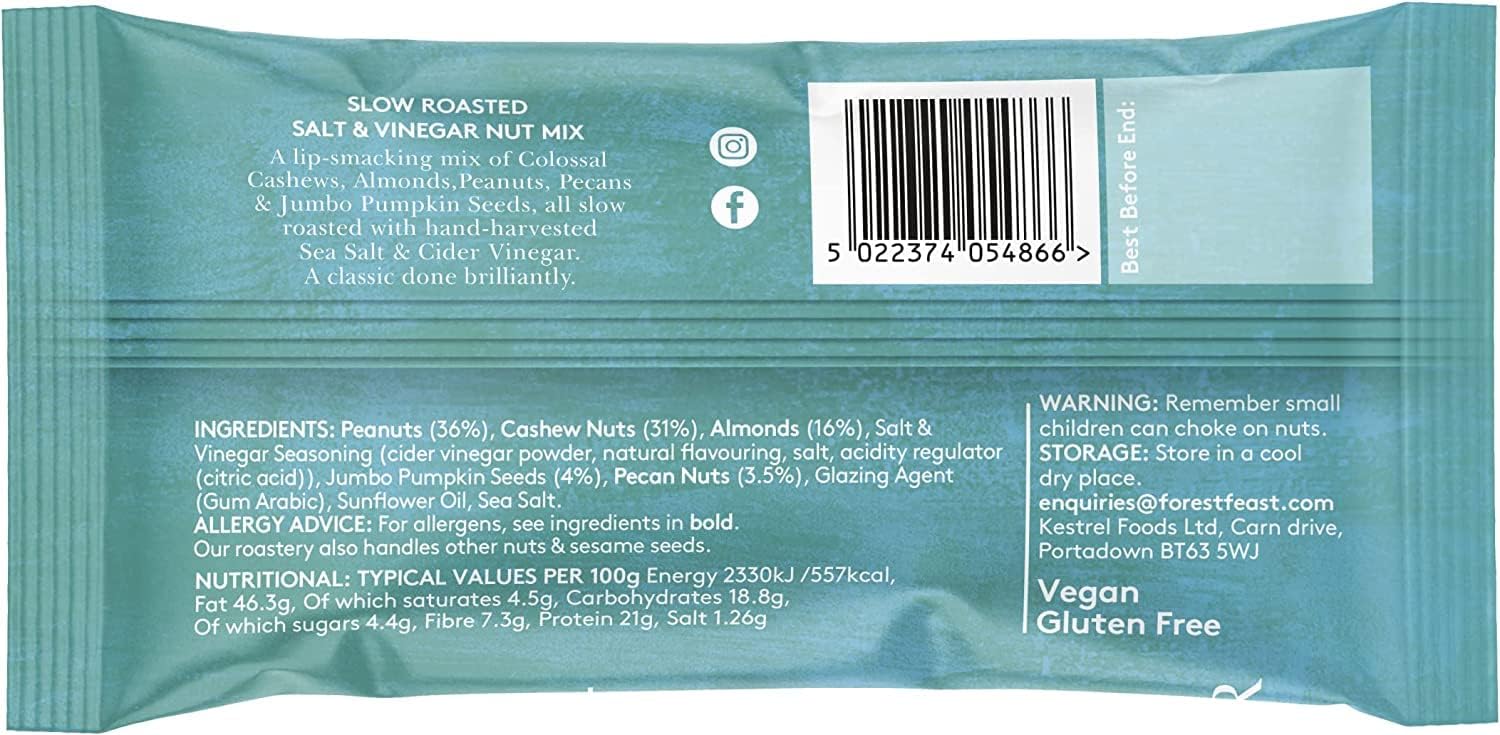 SLOW ROASTED
SALT & VINEGAR NUT MIX
A lip-smacking mix of Colossal
Cashews, Almonds,Peanuts, Pecans
& Jumbo Pumpkin Seeds, all slow
roasted with hand-harvested
Sea Salt & Cider Vinegar.
A classic done brilliantly.
5 022374 054866 >
Best Before End:
INGREDIENTS: Peanuts (36%), Cashew Nuts (31%), Almonds (16%), Salt &
Vinegar Seasoning (cider vinegar powder, natural flavouring, salt, acidity regulator
(citric acid)), Jumbo Pumpkin Seeds (4%), Pecan Nuts (3.5%), Glazing Agent
(Gum Arabic), Sunflower Oil, Sea Salt.
ALLERGY ADVICE: For allergens, see ingredients in bold.
Our roastery also handles other nuts & sesame seeds.
NUTRITIONAL: TYPICAL VALUES PER 100g Energy 2330kJ /557kcal,
Fat 46.3g, Of which saturates 4.5g, Carbohydrates 18.8g,
Of which sugars 4.4g, Fibre 7.3g, Protein 21g, Salt 1.26g
WARNING: Remember small
children can choke on nuts.
STORAGE: Store in a cool
dry place.
enquiries@forestfeast.com
Kestrel Foods Ltd, Carn drive,
Portadown BT63 5WJ
Vegan
Gluten Free